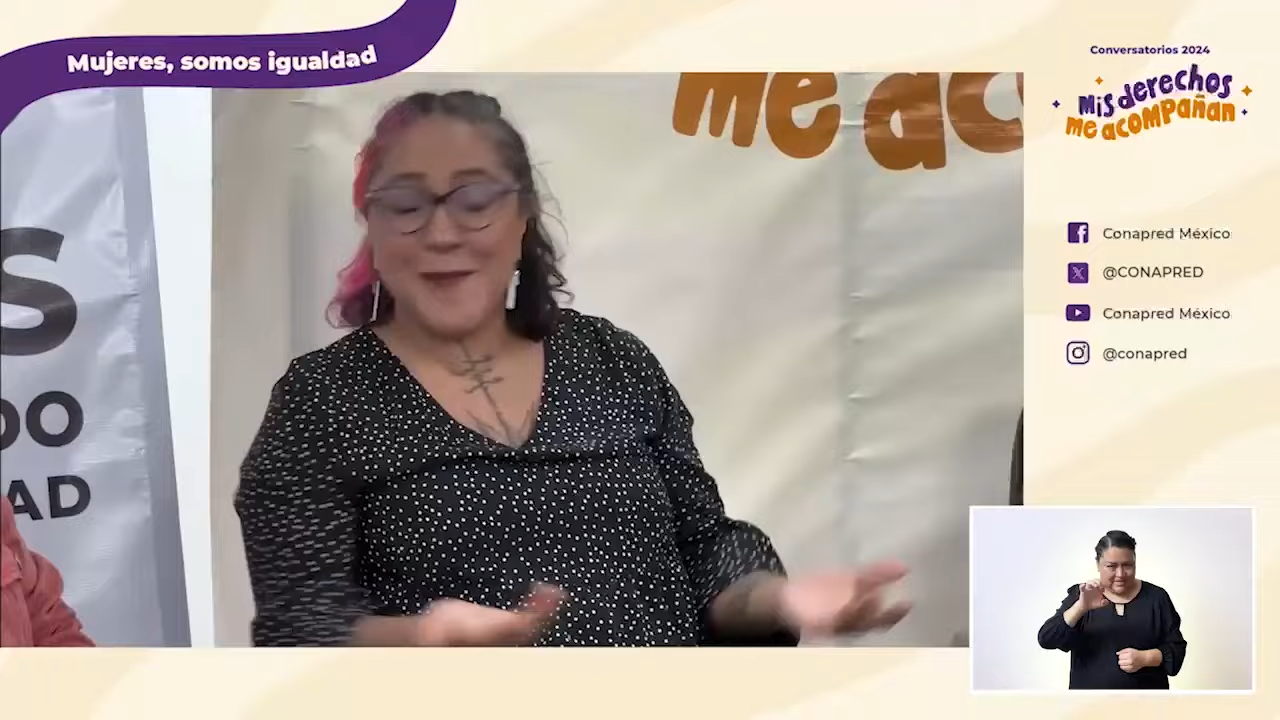 Mujeres, somos igualdad
Conversatorios 2024
Mis derechos
me acompañan
me ac
S
DO
AD
Conapred México
@CONAPRED
Conapred México
@conapred